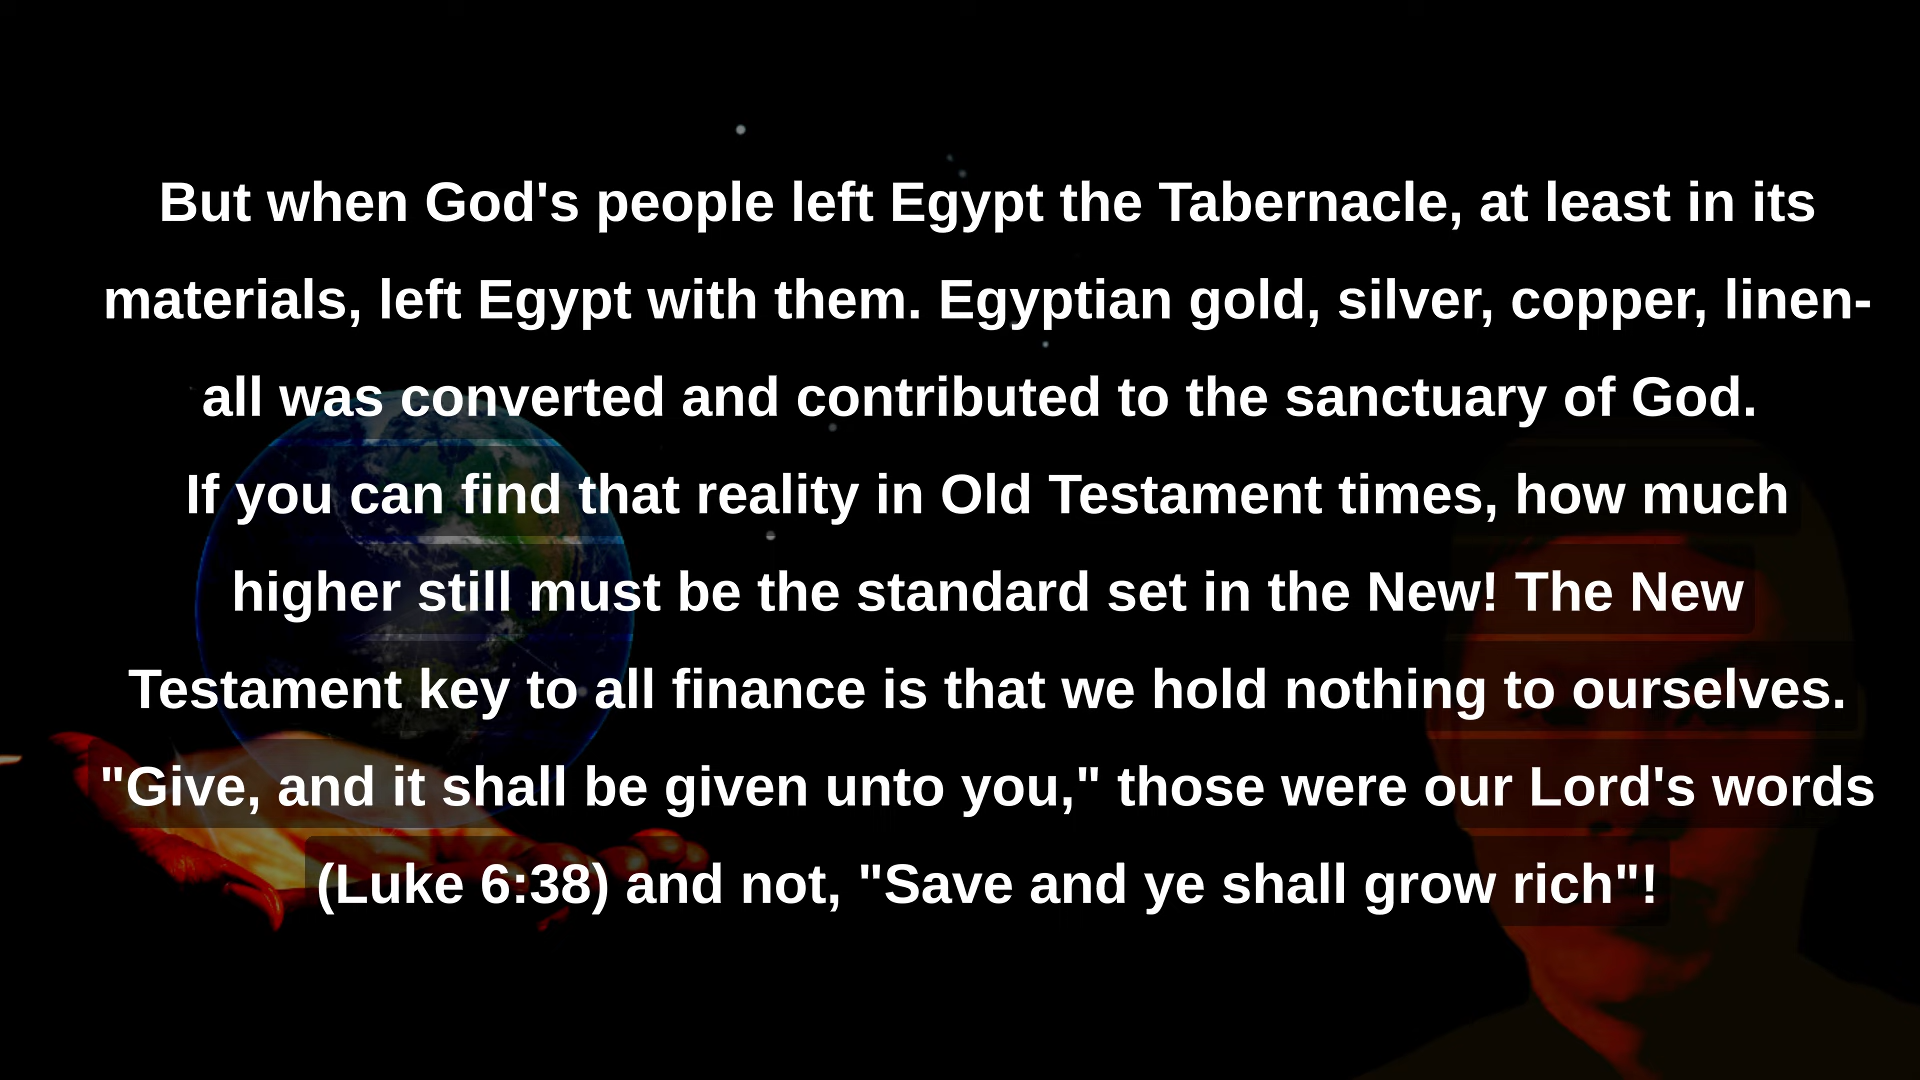 But when God's people left Egypt the Tabernacle, at least in its
materials, left Egypt with them. Egyptian gold, silver, copper, linen-
all was converted and contributed to the sanctuary of God.
If you can find that reality in Old Testament times, how much
higher still must be the standard set in the New! The New
Testament key to all finance is that we hold nothing to ourselves.
"Give, and it shall be given unto you," those were our Lord's words
(Luke 6:38) and not, "Save and ye shall grow rich"!